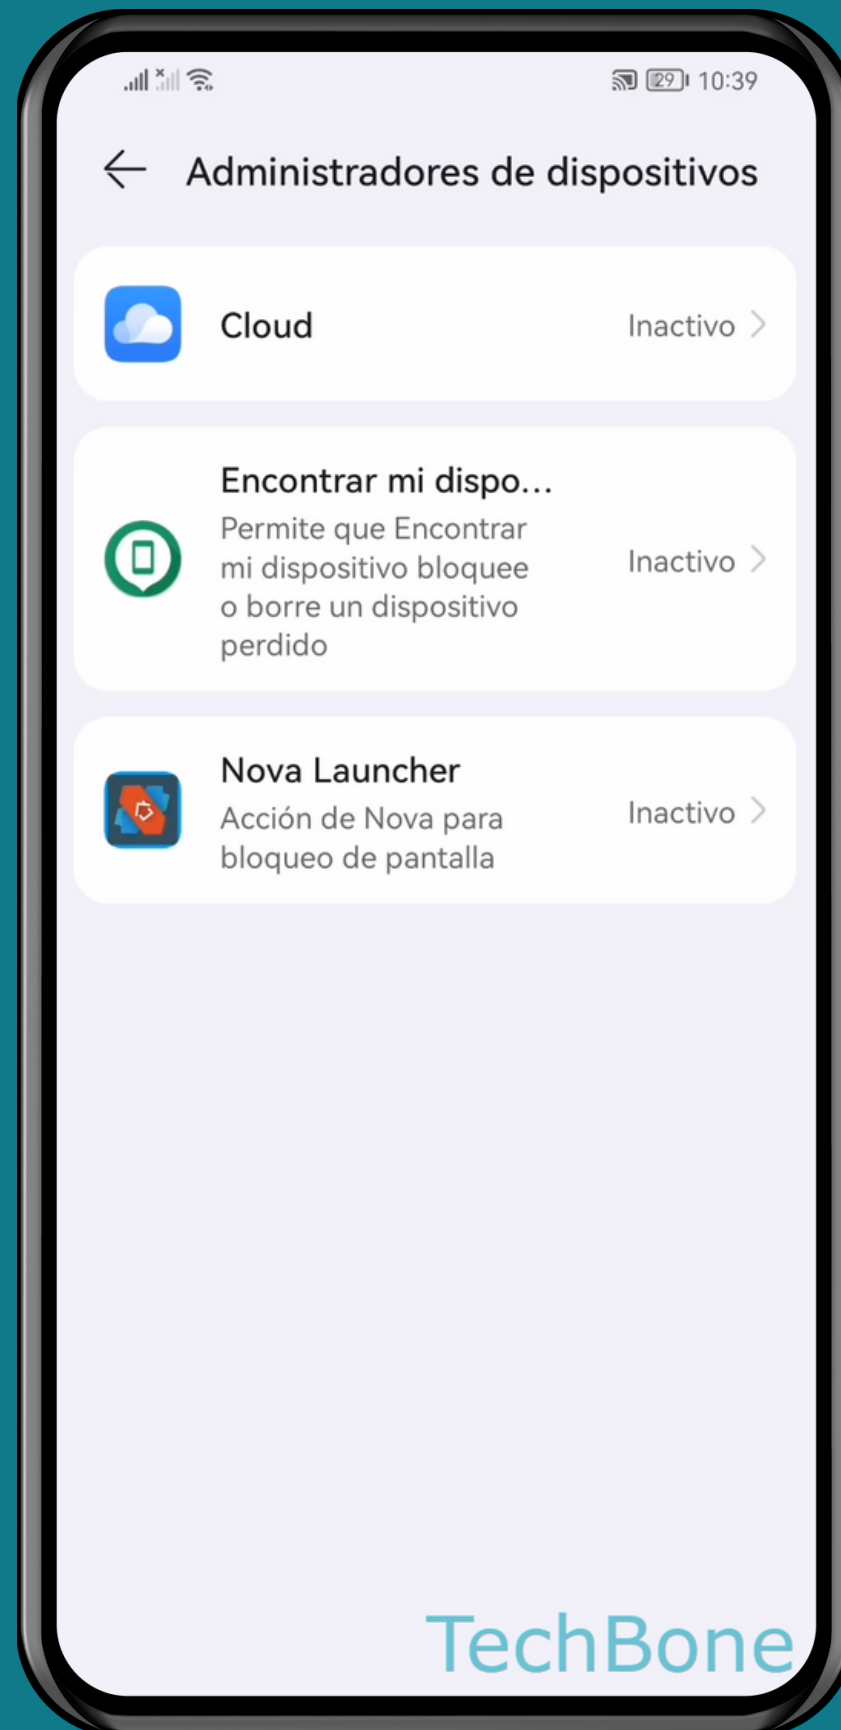 29 10:39
Administradores de dispositivos
Cloud
Inactivo
Encontrar mi dispo...
Permite que Encontrar
mi dispositivo bloquee
o borre un dispositivo
perdido
Inactivo
Nova Launcher
Acción de Nova para
bloqueo de pantalla
Inactivo
TechBone